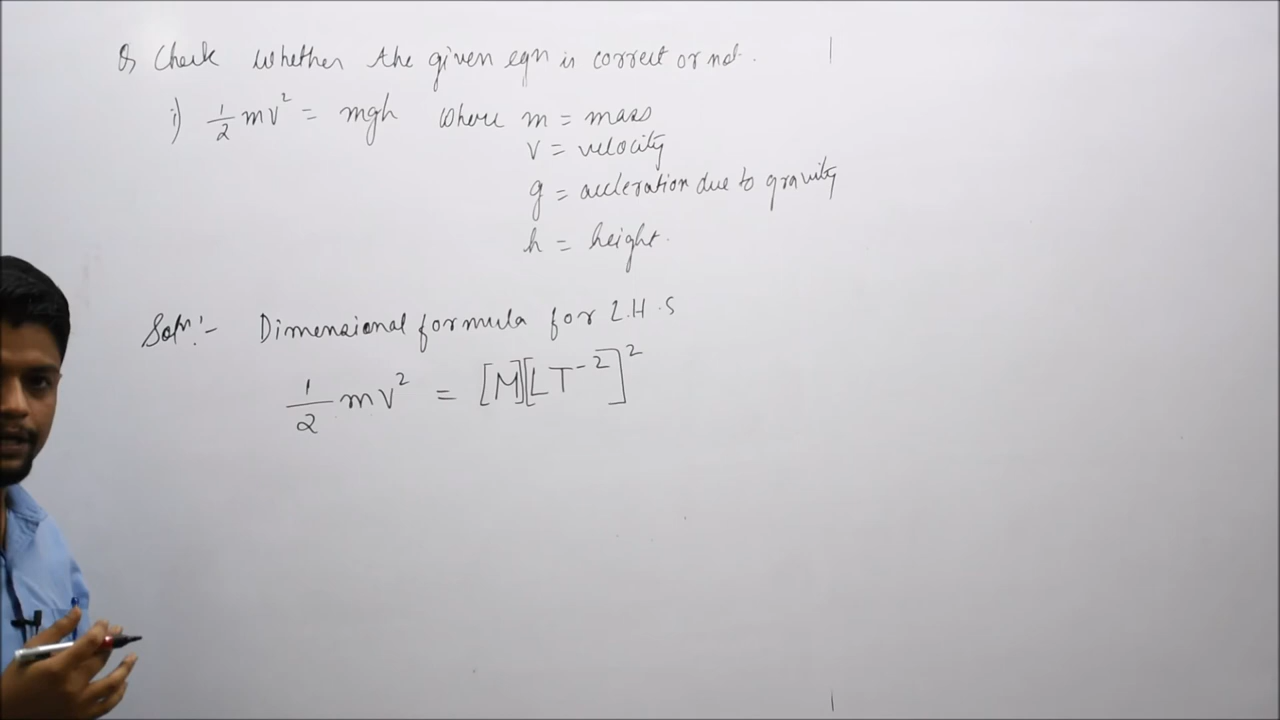 Q Check whether the given eqn is correct or not.
i) 1/2 mv² = mgh where m = mass
v = velocity
g = accleration due to gravity
h = height.
Soln:- Dimensional formula for L.H.S
1/2 mv² = [M][LT⁻²]²